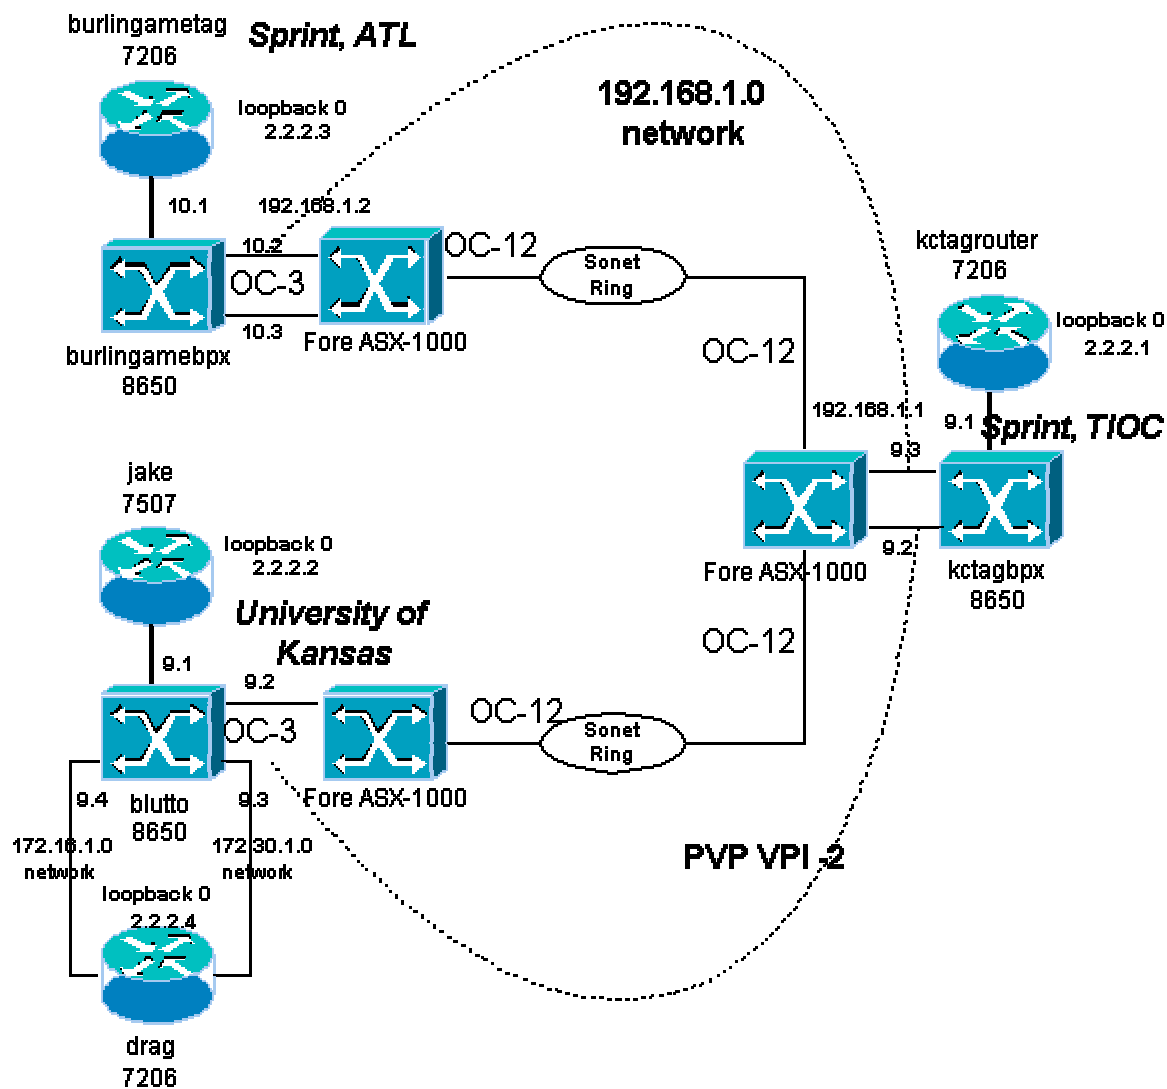 burlingametag
7206
Sprint, ATL
loopback 0
2.2.2.3
192.168.1.0
network
10.1
192.168.1.2
10.2
OC-3
10.3
OC-12
Sonet
Ring
burlingamebpx
8650
Fore ASX-1000
kctagrouter
7206
loopback 0
2.2.2.1
OC-12
192.168.1.1
9.1
Sprint, TIOC
9.3
9.2
Fore ASX-1000
kctagbpx
8650
jake
7507
loopback 0
2.2.2.2
University of
Kansas
OC-12
9.1
9.2
OC-3
OC-12
Sonet
Ring
Fore ASX-1000
9.4
blutto
8650
9.3
172.16.1.0
network
172.30.1.0
network
PVP VPI -2
loopback 0
2.2.2.4
drag
7206